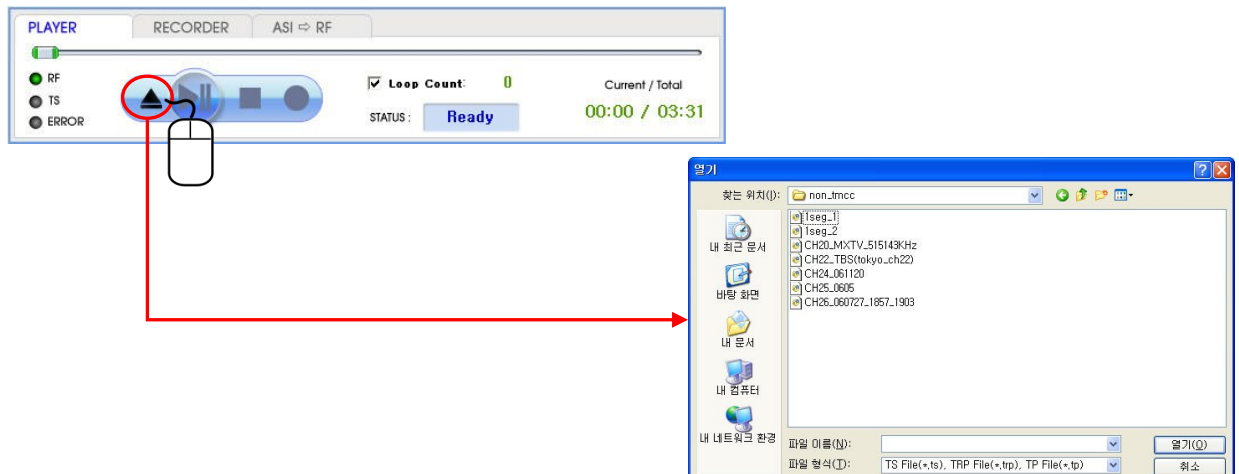 PLAYER RECORDER ASI ⇨ RF
RF
TS
ERROR
Loop Count: 0
STATUS : Ready
Current / Total
00:00 / 03:31
열기
찾는 위치(I): non_tmcc
내 최근 문서
바탕 화면
내 문서
내 컴퓨터
내 네트워크 환경
1seg_1
1seg_2
CH20_MXTV_515143KHz
CH22_TBS(tokyo_ch22)
CH24_061120
CH25_0605
CH26_060727_1857_1903
파일 이름(N): 열기(O)
파일 형식(T): TS File(*.ts), TRP File(*.trp), TP File(*.tp) 취소